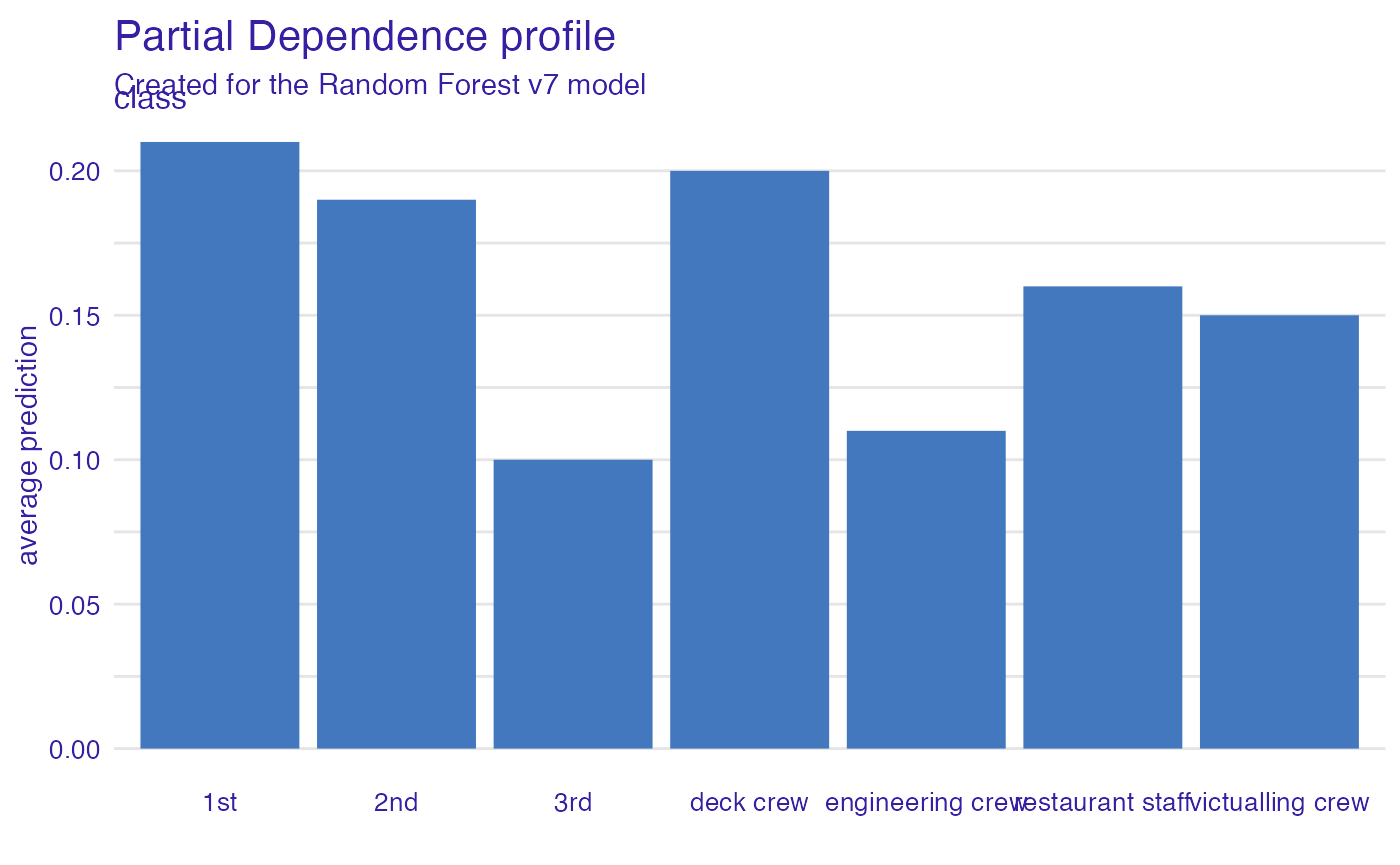 Partial Dependence profile
Created for the Random Forest v7 model
class
0.20
0.15
0.10
0.05
0.00
average prediction
1st
2nd
3rd
deck crew
engineering crew
restaurant staff
victualling crew